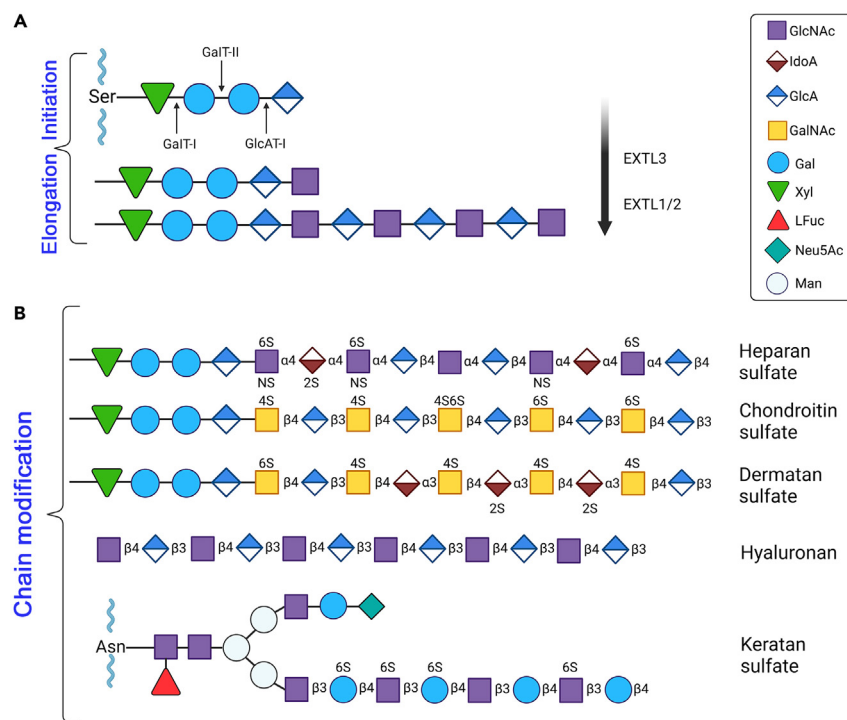 A
GalT-II
Ser
GalT-I
GlcAT-I
Initiation
Elongation
EXTL3
EXTL1/2
GlcNAc
IdoA
GlcA
GalNAc
Gal
Xyl
LFuc
Neu5Ac
Man
B
Chain modification
6S 6S 6S
α4 α4 α4 β4 α4 β4 α4 α4 α4 β4
NS 2S NS NS
Heparan
sulfate
4S 4S 4S6S 6S 6S
β4 β3 β4 β3 β4 β3 β4 β3 β4 β3
Chondroitin
sulfate
6S 4S 4S 4S 4S
β4 β3 β4 α3 β4 α3 β4 α3 β4 β3
2S 2S
Dermatan
sulfate
β4 β3 β4 β3 β4 β3 β4 β3 β4 β3 β4 β3
Hyaluronan
Asn
6S 6S 6S 6S
β3 β4 β3 β4 β3 β4 β3 β4
Keratan
sulfate